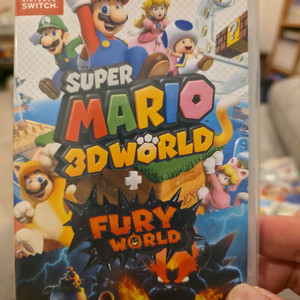 SWITCH.
SUPER
MARIO
3D WORLD
+
FURY
WORLD